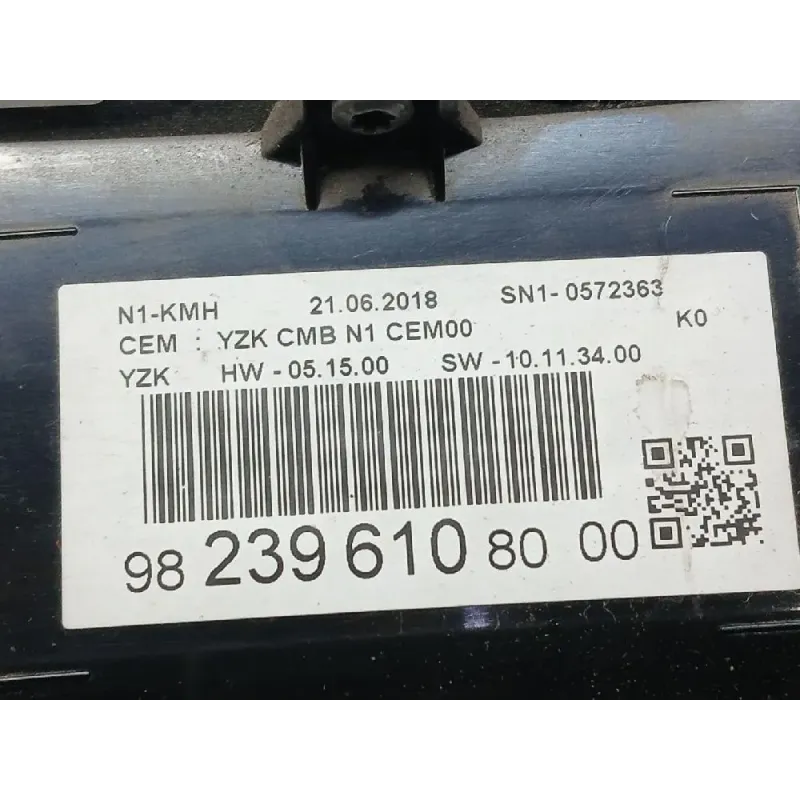 N1-KMH 21.06.2018 SN1- 0572363
CEM : YZK CMB N1 CEM00 K0
YZK HW - 05.15.00 SW - 10.11.34.00
98 239 610 80 00